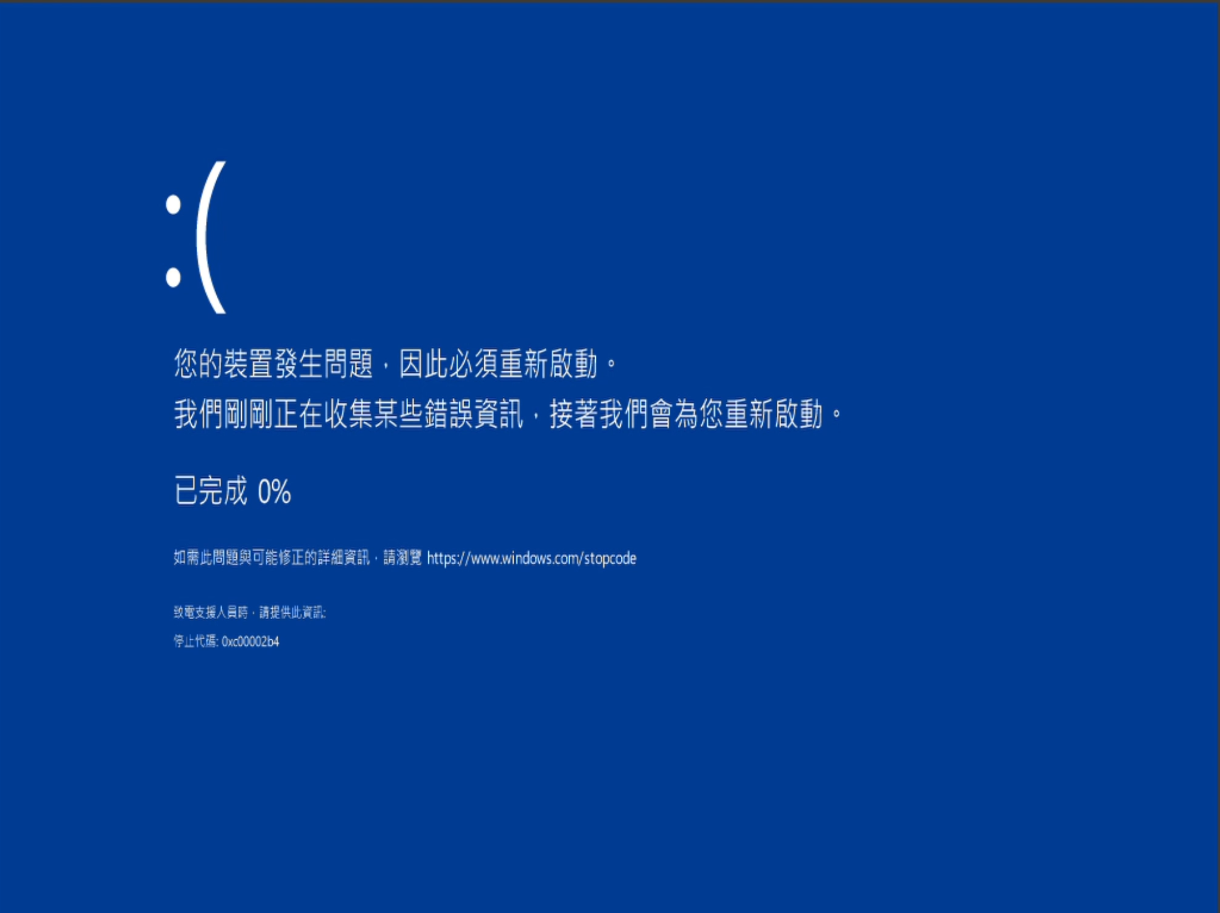 :(
您的裝置發生問題，因此必須重新啟動。
我們剛剛正在收集某些錯誤資訊，接著我們會為您重新啟動。
已完成 0%
如需此問題與可能修正的詳細資訊，請瀏覽 https://www.windows.com/stopcode
致電支援人員時，請提供此資訊:
停止代碼: 0xc00002b4